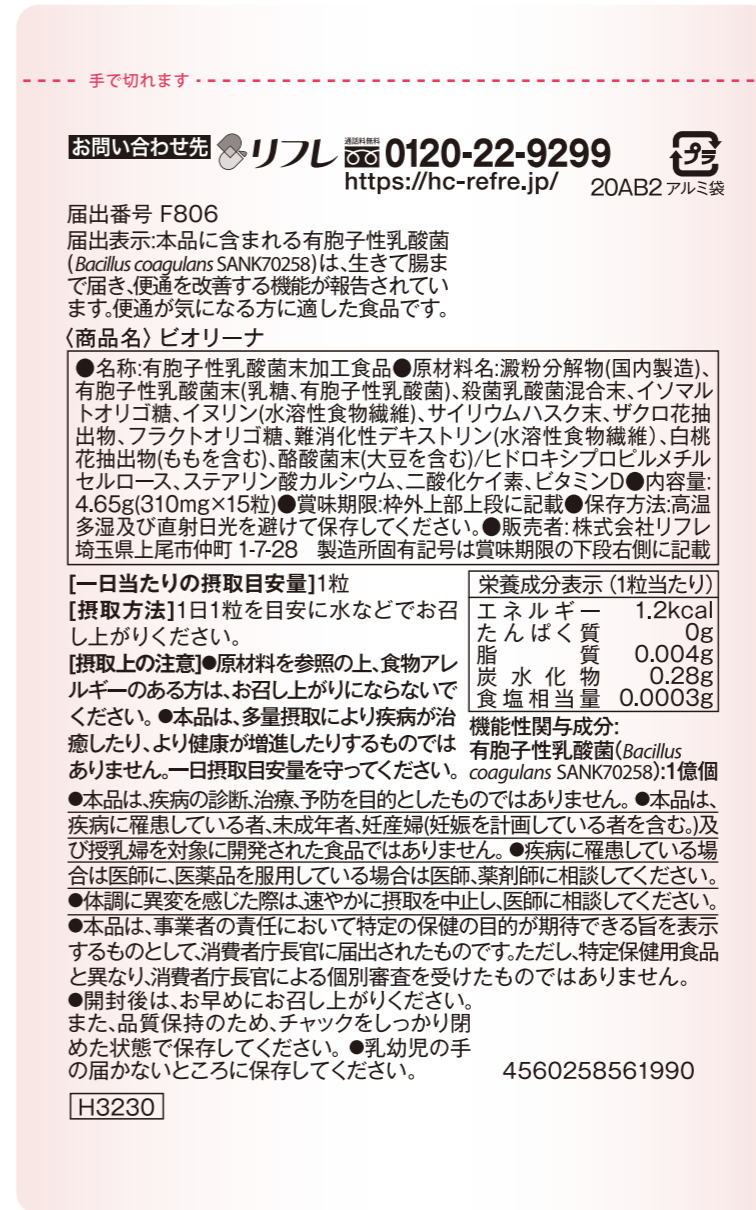 手で切れます
お問い合わせ先 リフレ 通話料無料 0120-22-9299 プラ
https://hc-refre.jp/ 20AB2 アルミ袋
届出番号 F806
届出表示:本品に含まれる有胞子性乳酸菌
(Bacillus coagulans SANK70258)は、生きて腸ま
で届き、便通を改善する機能が報告されてい
ます。便通が気になる方に適した食品です。
〈商品名〉 ビオリーナ
●名称:有胞子性乳酸菌末加工食品●原材料名:澱粉分解物(国内製造)、
有胞子性乳酸菌末(乳糖、有胞子性乳酸菌)、殺菌乳酸菌混合末、イソマル
トオリゴ糖、イヌリン(水溶性食物繊維)、サイリウムハスク末、ザクロ花抽
出物、フラクトオリゴ糖、難消化性デキストリン(水溶性食物繊維)、白桃
花抽出物(ももを含む)、酪酸菌末(大豆を含む)/ヒドロキシプロピルメチル
セルロース、ステアリン酸カルシウム、二酸化ケイ素、ビタミンD●内容量:
4.65g(310mg×15粒)●賞味期限:枠外上部上段に記載●保存方法:高温
多湿及び直射日光を避けて保存してください。●販売者:株式会社リフレ
埼玉県上尾市仲町 1-7-28 製造所固有記号は賞味期限の下段右側に記載
[一日当たりの摂取目安量]1粒
[摂取方法]1日1粒を目安に水などでお召
し上がりください。
[摂取上の注意]●原材料を参照の上、食物アレ
ルギーのある方は、お召し上がりにならないで
ください。●本品は、多量摂取により疾病が治
癒したり、より健康が増進したりするものでは
ありません。一日摂取目安量を守ってください。
栄養成分表示 (1粒当たり)
エネルギー 1.2kcal
たんぱく質 0g
脂質 0.004g
炭水化物 0.28g
食塩相当量 0.0003g
機能性関与成分:
有胞子性乳酸菌(Bacillus
coagulans SANK70258):1億個
●本品は、疾病の診断、治療、予防を目的としたものではありません。●本品は、
疾病に罹患している者、未成年者、妊産婦(妊娠を計画している者を含む。)及
び授乳婦を対象に開発された食品ではありません。●疾病に罹患している場
合は医師に、医薬品を服用している場合は医師、薬剤師に相談してください。
●体調に異変を感じた際は、速やかに摂取を中止し、医師に相談してください。
●本品は、事業者の責任において特定の保健の目的が期待できる旨を表示
するものとして、消費者庁長官に届出されたものです。ただし、特定保健用食品
と異なり、消費者庁長官による個別審査を受けたものではありません。
●開封後は、お早めにお召し上がりください。
また、品質保持のため、チャックをしっかり閉
めた状態で保存してください。●乳幼児の手
の届かないところに保存してください。
4560258561990
H3230